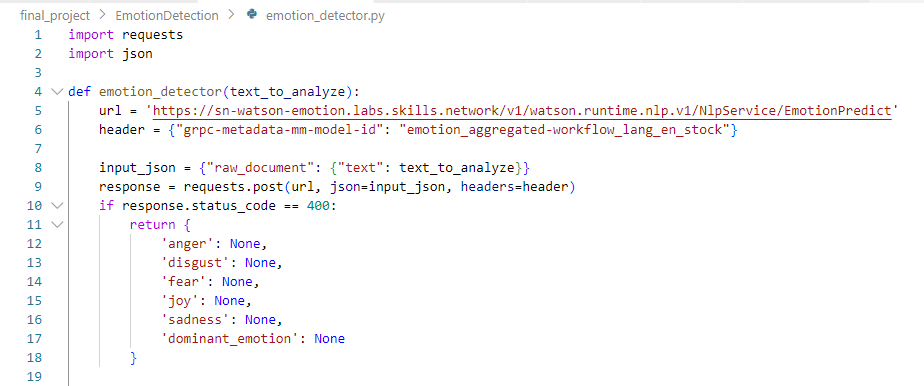 final_project > EmotionDetection > emotion_detector.py
1 import requests
2 import json
3
4 def emotion_detector(text_to_analyze):
5     url = 'https://sn-watson-emotion.labs.skills.network/v1/watson.runtime.nlp.v1/NlpService/EmotionPredict'
6     header = {"grpc-metadata-mm-model-id": "emotion_aggregated-workflow_lang_en_stock"}
7
8     input_json = {"raw_document": {"text": text_to_analyze}}
9     response = requests.post(url, json=input_json, headers=header)
10     if response.status_code == 400:
11         return {
12             'anger': None,
13             'disgust': None,
14             'fear': None,
15             'joy': None,
16             'sadness': None,
17             'dominant_emotion': None
18         }
19